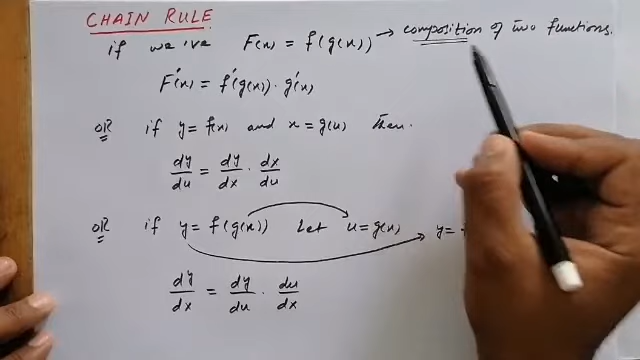 CHAIN RULE
if we 've F(x) = f(g(x)) → composition of two functions.
F'(x) = f'(g(x)) · g'(x)
OR if y = f(x) and x = g(u) then.
dy/du = dy/dx · dx/du
OR if y = f(g(x)) Let u = g(x) y =
dy/dx = dy/du · du/dx